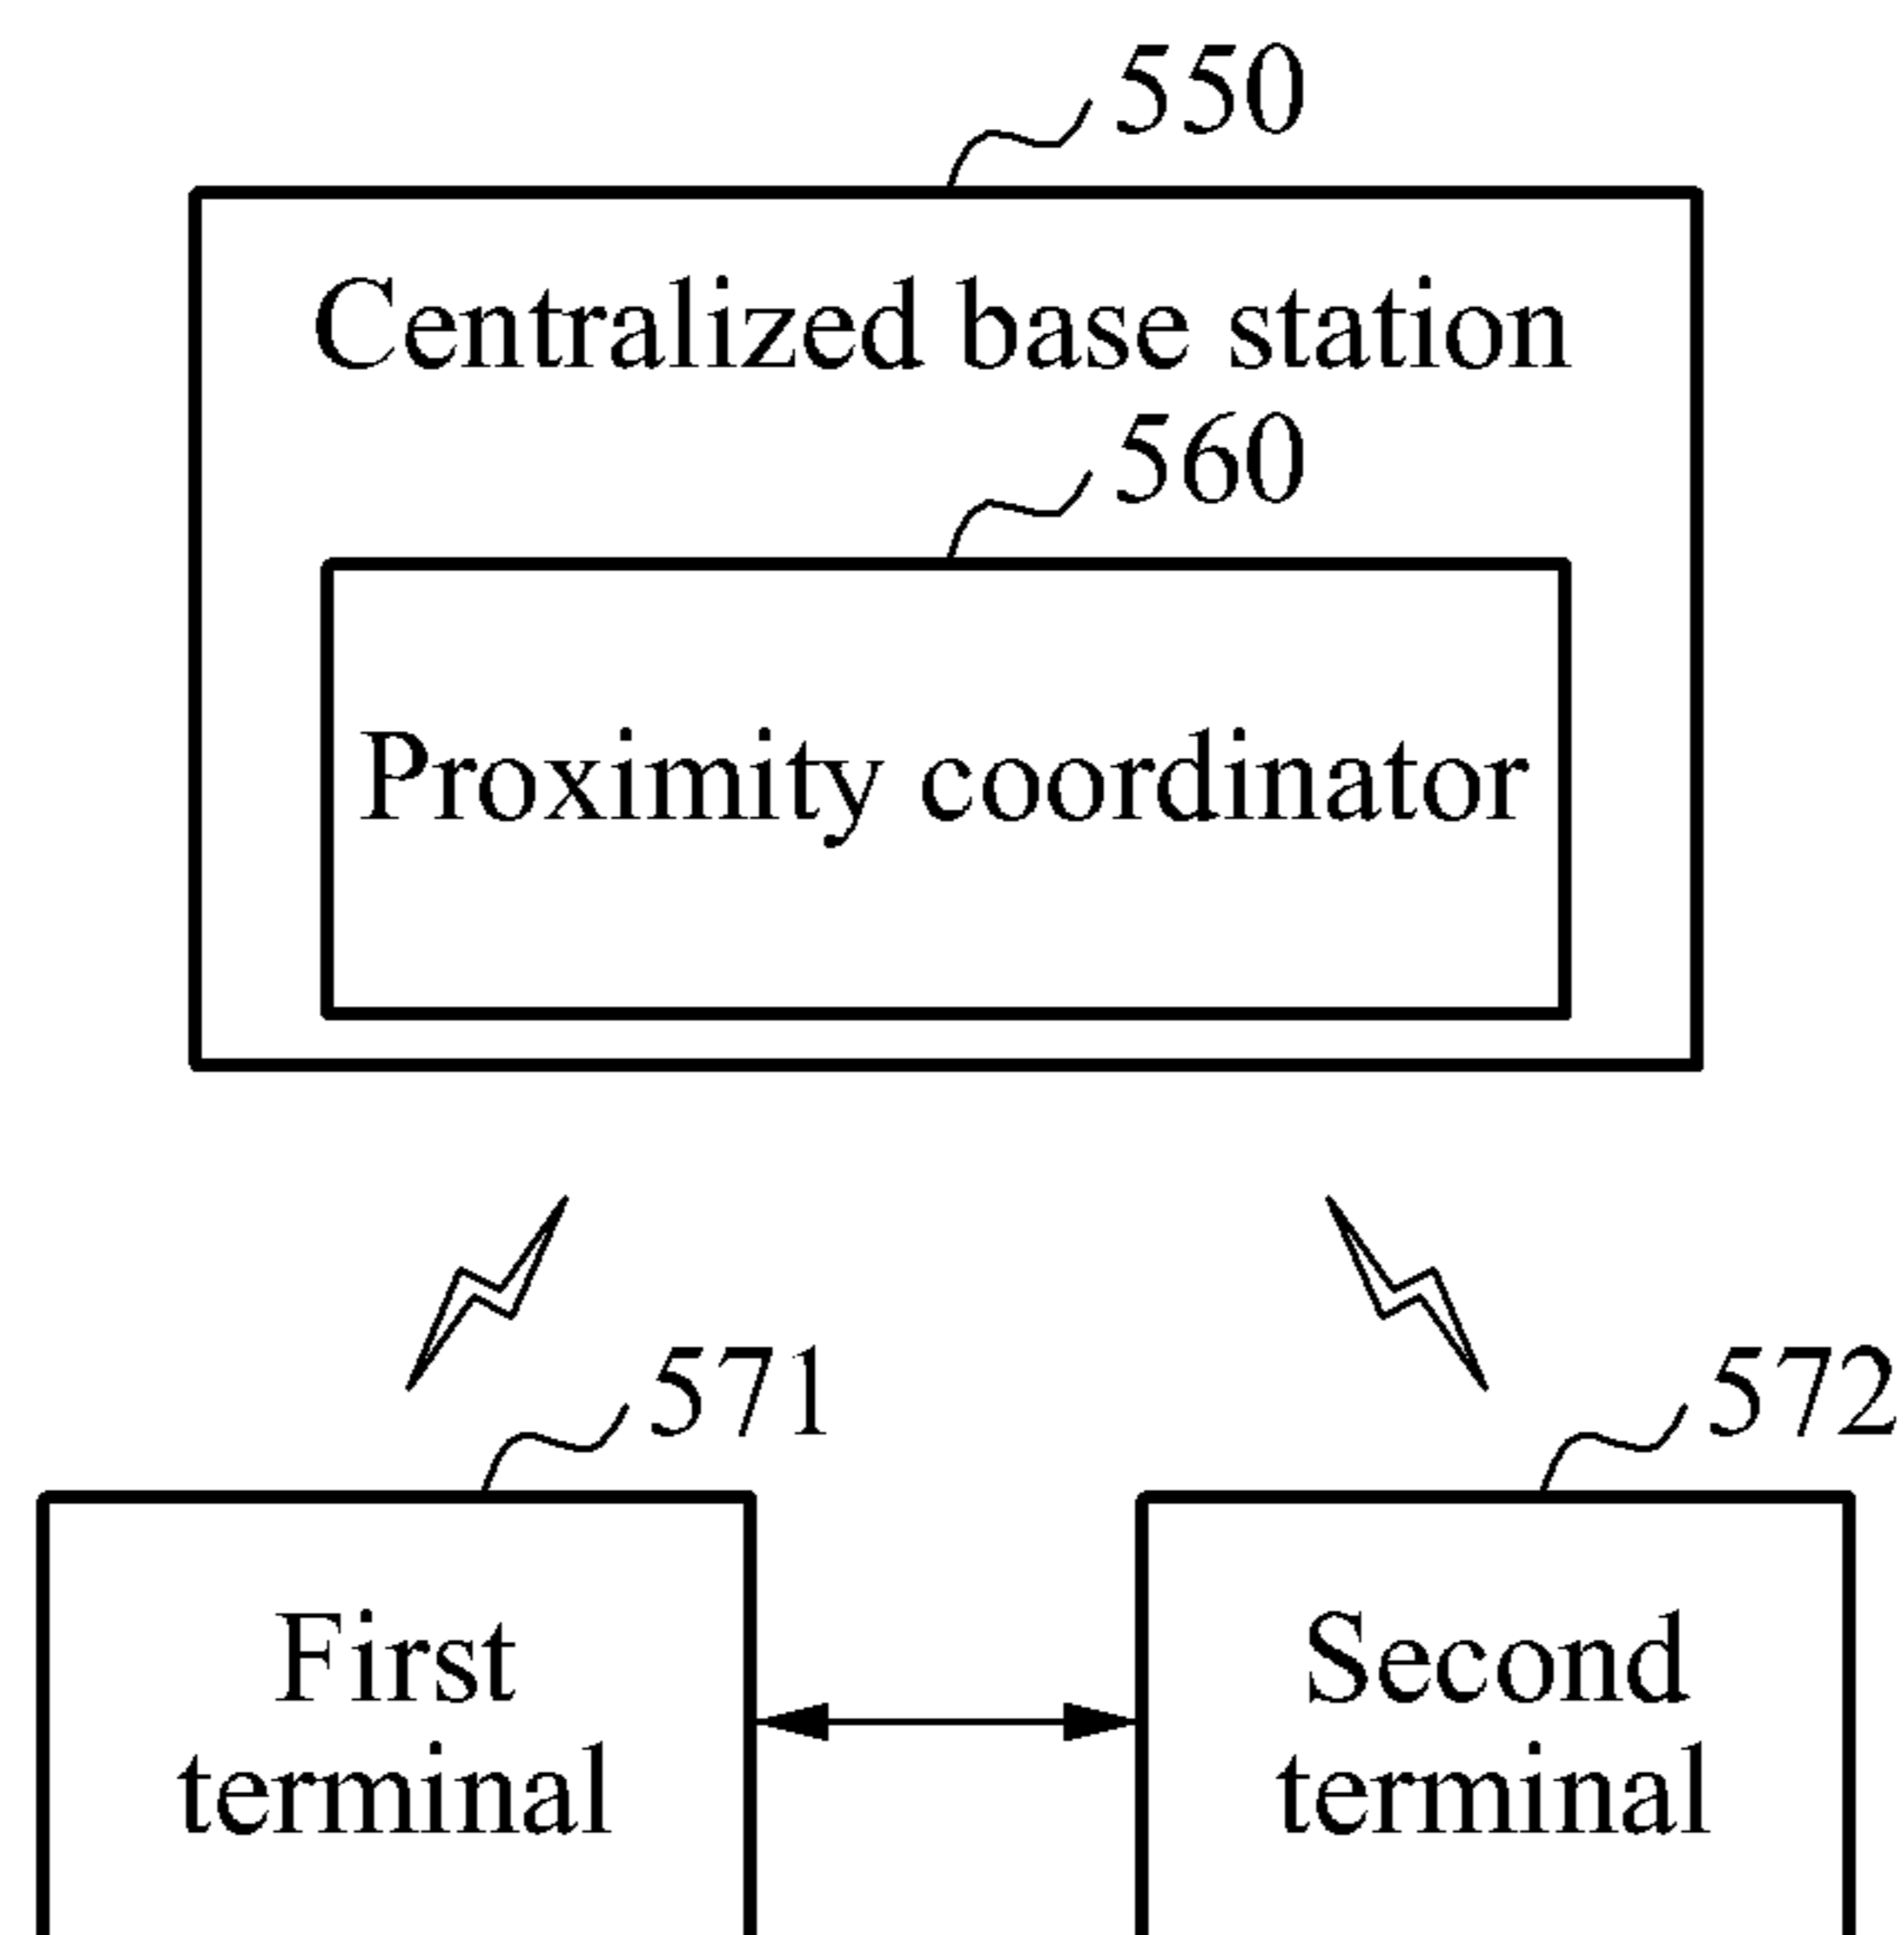 550
Centralized base station
560
Proximity coordinator
571
572
First
terminal
Second
terminal